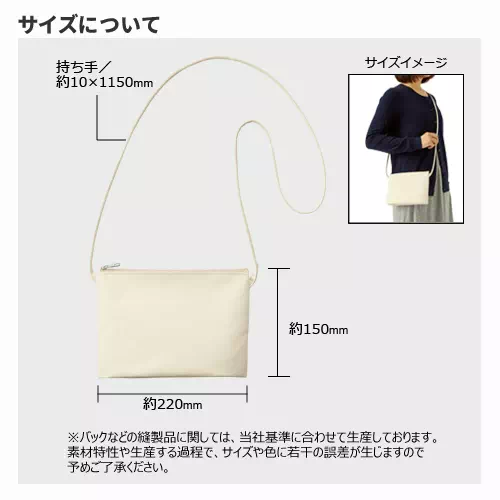 サイズについて
持ち手／
約10×1150mm
サイズイメージ
約150mm
約220mm
※バックなどの縫製品に関しては、当社基準に合わせて生産しております。
素材特性や生産する過程で、サイズや色に若干の誤差が生じますので
予めご了承ください。